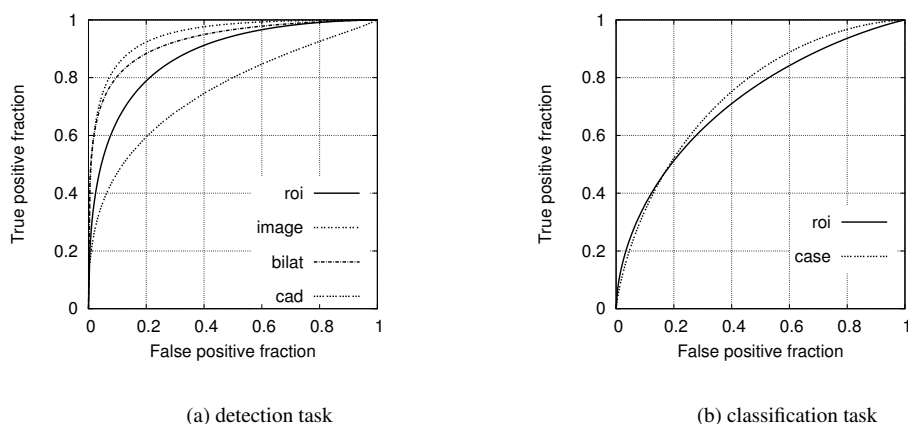 1
0.8
0.6
0.4
0.2
0
0 0.2 0.4 0.6 0.8 1
True positive fraction
False positive fraction
roi
image
bilat
cad
(a) detection task
1
0.8
0.6
0.4
0.2
0
0 0.2 0.4 0.6 0.8 1
True positive fraction
False positive fraction
roi
case
(b) classification task